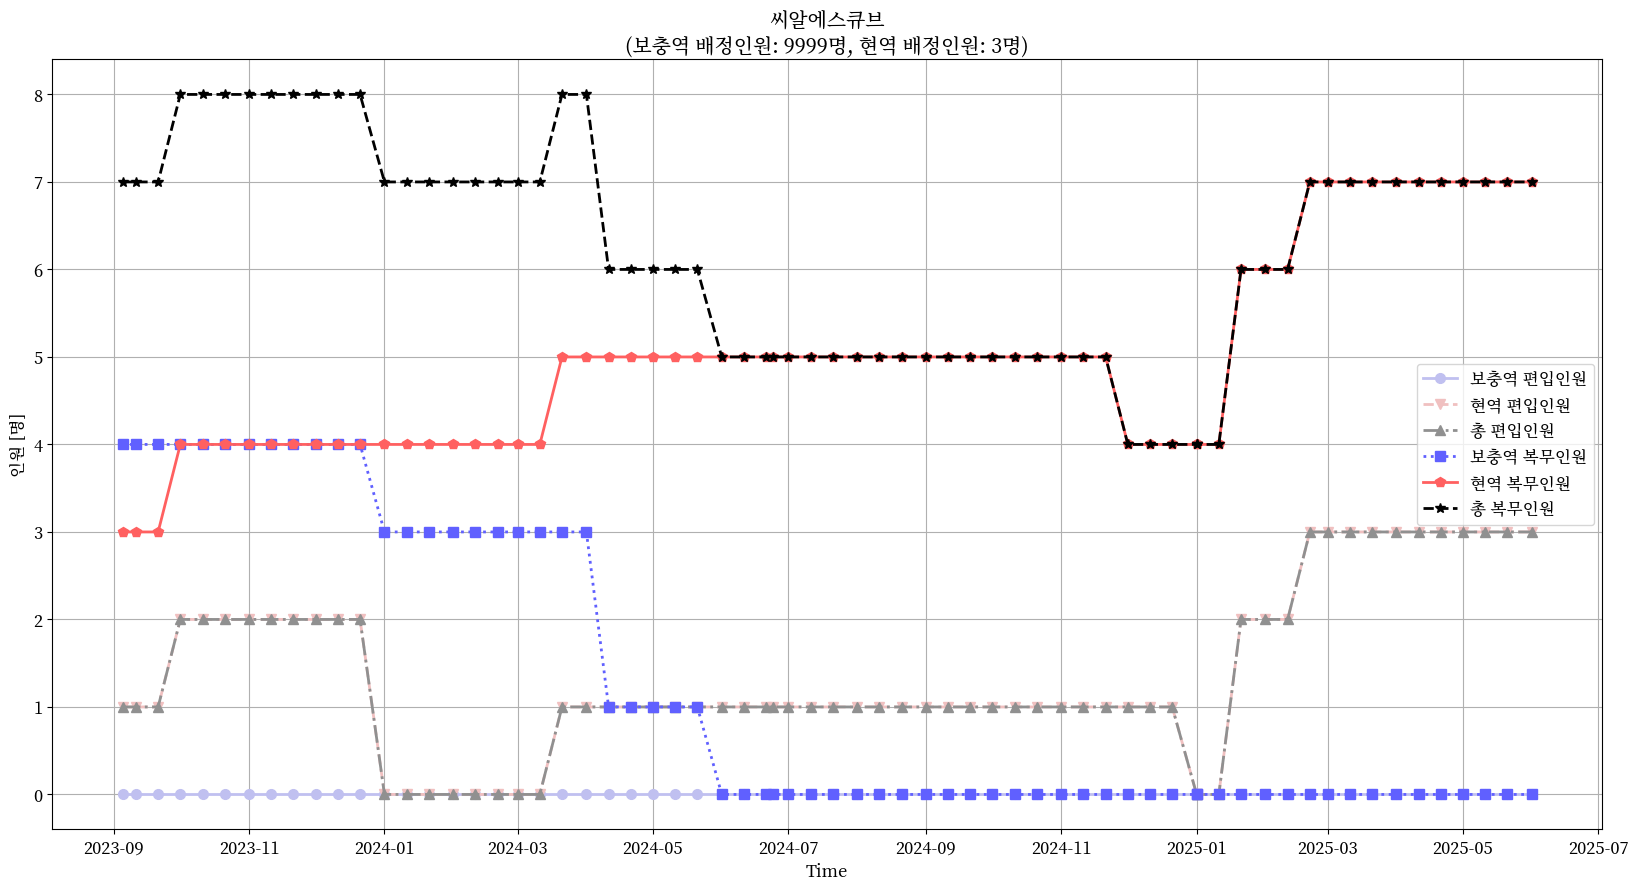 씨알에스큐브
(보충역 배정인원: 9999명, 현역 배정인원: 3명)
인원 [명]
8
7
6
5
4
3
2
1
0
보충역 편입인원
현역 편입인원
총 편입인원
보충역 복무인원
현역 복무인원
총 복무인원
2023-09 2023-11 2024-01 2024-03 2024-05 2024-07 2024-09 2024-11 2025-01 2025-03 2025-05 2025-07
Time